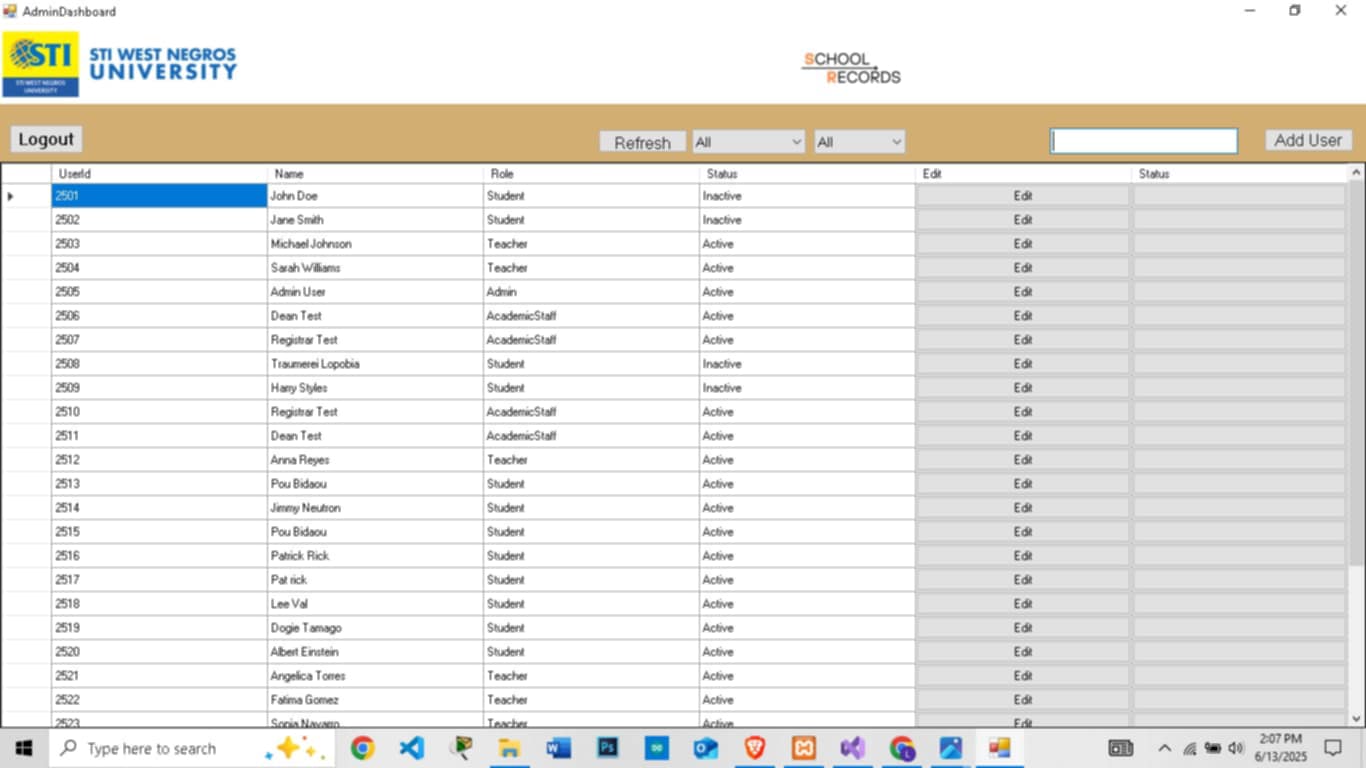 AdminDashboard
STI STI WEST NEGROS UNIVERSITY
STI WEST NEGROS
UNIVERSITY
SCHOOL
RECORDS
Logout Refresh All All Add User
UserId Name Role Status Edit Status
2501 John Doe Student Inactive Edit
2502 Jane Smith Student Inactive Edit
2503 Michael Johnson Teacher Active Edit
2504 Sarah Williams Teacher Active Edit
2505 Admin User Admin Active Edit
2506 Dean Test AcademicStaff Active Edit
2507 Registrar Test AcademicStaff Active Edit
2508 Traumerei Lopobia Student Inactive Edit
2509 Harry Styles Student Inactive Edit
2510 Registrar Test AcademicStaff Active Edit
2511 Dean Test AcademicStaff Active Edit
2512 Anna Reyes Teacher Active Edit
2513 Pou Bidaou Student Active Edit
2514 Jimmy Neutron Student Active Edit
2515 Pou Bidaou Student Active Edit
2516 Patrick Rick Student Active Edit
2517 Pat rick Student Active Edit
2518 Lee Val Student Active Edit
2519 Dogie Tamago Student Active Edit
2520 Albert Einstein Student Active Edit
2521 Angelica Torres Teacher Active Edit
2522 Fatima Gomez Teacher Active Edit
2523 Sonia Navarro Teacher Active Edit
Type here to search
2:07 PM
6/13/2025